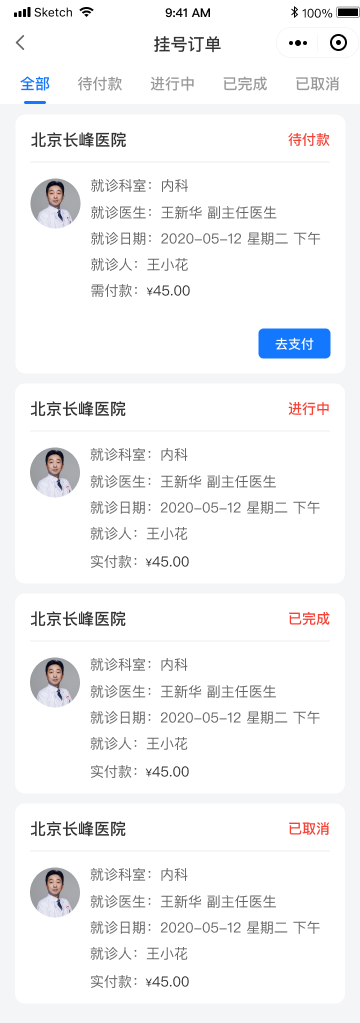 Sketch 9:41 AM 100%
挂号订单
全部 待付款 进行中 已完成 已取消
北京长峰医院 待付款
就诊科室：内科
就诊医生：王新华 副主任医生
就诊日期：2020-05-12 星期二 下午
就诊人：王小花
需付款：¥45.00
去支付
北京长峰医院 进行中
就诊科室：内科
就诊医生：王新华 副主任医生
就诊日期：2020-05-12 星期二 下午
就诊人：王小花
实付款：¥45.00
北京长峰医院 已完成
就诊科室：内科
就诊医生：王新华 副主任医生
就诊日期：2020-05-12 星期二 下午
就诊人：王小花
实付款：¥45.00
北京长峰医院 已取消
就诊科室：内科
就诊医生：王新华 副主任医生
就诊日期：2020-05-12 星期二 下午
就诊人：王小花
实付款：¥45.00